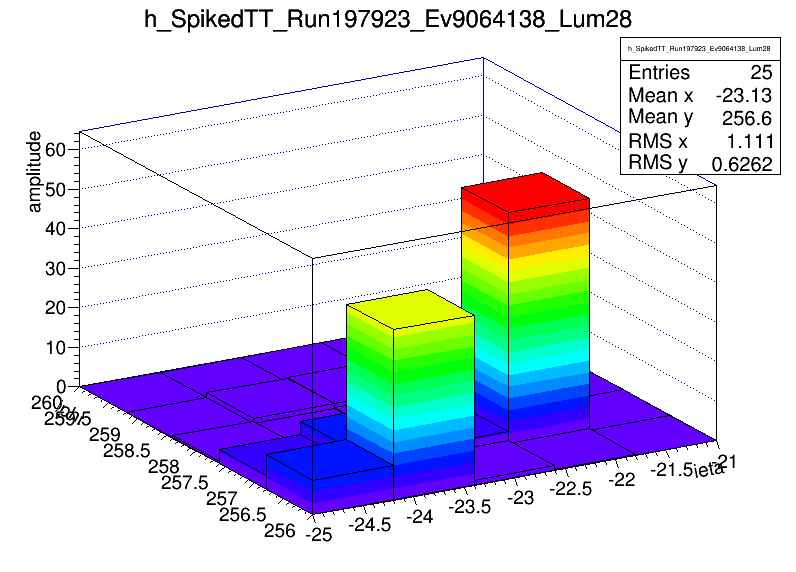 h_SpikedTT_Run197923_Ev9064138_Lum28
h_SpikedTT_Run197923_Ev9064138_Lum28
Entries 25
Mean x -23.13
Mean y 256.6
RMS x 1.111
RMS y 0.6262
amplitude
60
50
40
30
20
10
0
260
259.5
259
258.5
258
257.5
257
256.5
256
-25
-24.5
-24
-23.5
-23
-22.5
-22
-21.5
-21
ieta